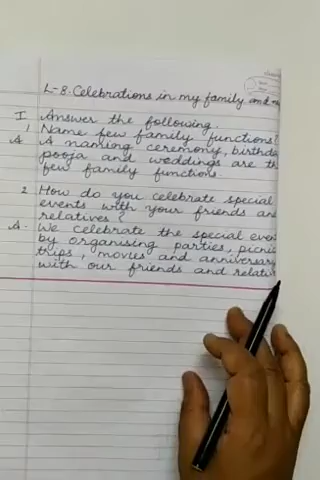 L-8. Celebrations in my family and
I Answer the following.
1 Name few family functions?
A A naming ceremony, birthday
pooja and weddings are the
few family functions.
2 How do you celebrate special
events with your friends and
relatives?
A. We celebrate the special even
by organising parties, picnic
trips, movies and anniversary
with our friends and relativ